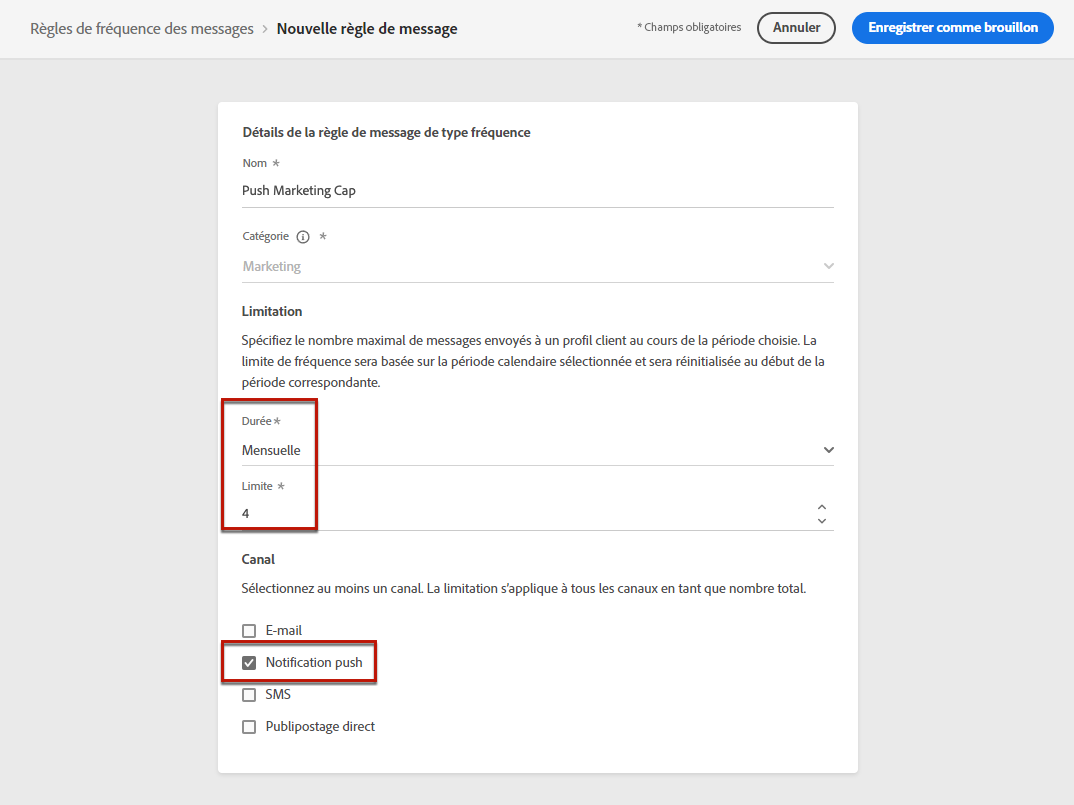 Règles de fréquence des messages > Nouvelle règle de message
* Champs obligatoires
Annuler
Enregistrer comme brouillon
Détails de la règle de message de type fréquence
Nom *
Push Marketing Cap
Catégorie *
Marketing
Limitation
Spécifiez le nombre maximal de messages envoyés à un profil client au cours de la période choisie. La
limite de fréquence sera basée sur la période calendaire sélectionnée et sera réinitialisée au début de la
période correspondante.
Durée*
Mensuelle
Limite *
4
Canal
Sélectionnez au moins un canal. La limitation s'applique à tous les canaux en tant que nombre total.
E-mail
Notification push
SMS
Publipostage direct